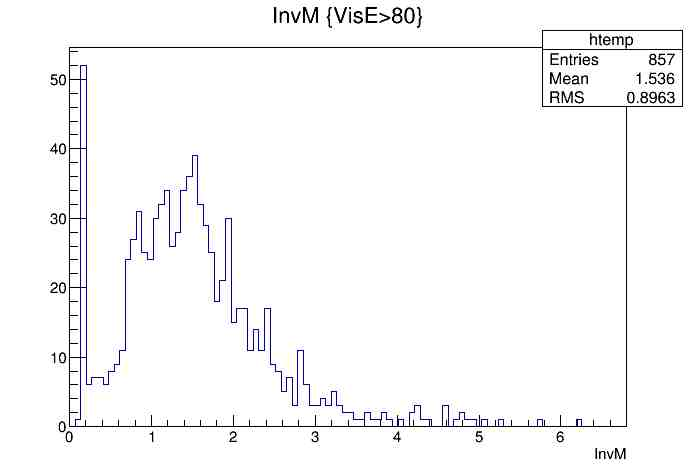 InvM {VisE>80}
htemp
Entries 857
Mean 1.536
RMS 0.8963
50
40
30
20
10
0
0 1 2 3 4 5 6
InvM